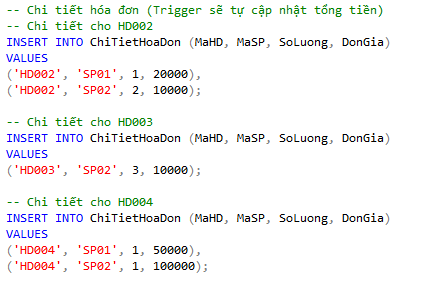 -- Chi tiết hóa đơn (Trigger sẽ tự cập nhật tổng tiền)
-- Chi tiết cho HD002
INSERT INTO ChiTietHoaDon (MaHD, MaSP, SoLuong, DonGia)
VALUES
('HD002', 'SP01', 1, 20000),
('HD002', 'SP02', 2, 10000);
-- Chi tiết cho HD003
INSERT INTO ChiTietHoaDon (MaHD, MaSP, SoLuong, DonGia)
VALUES
('HD003', 'SP02', 3, 10000);
-- Chi tiết cho HD004
INSERT INTO ChiTietHoaDon (MaHD, MaSP, SoLuong, DonGia)
VALUES
('HD004', 'SP01', 1, 50000),
('HD004', 'SP02', 1, 100000);